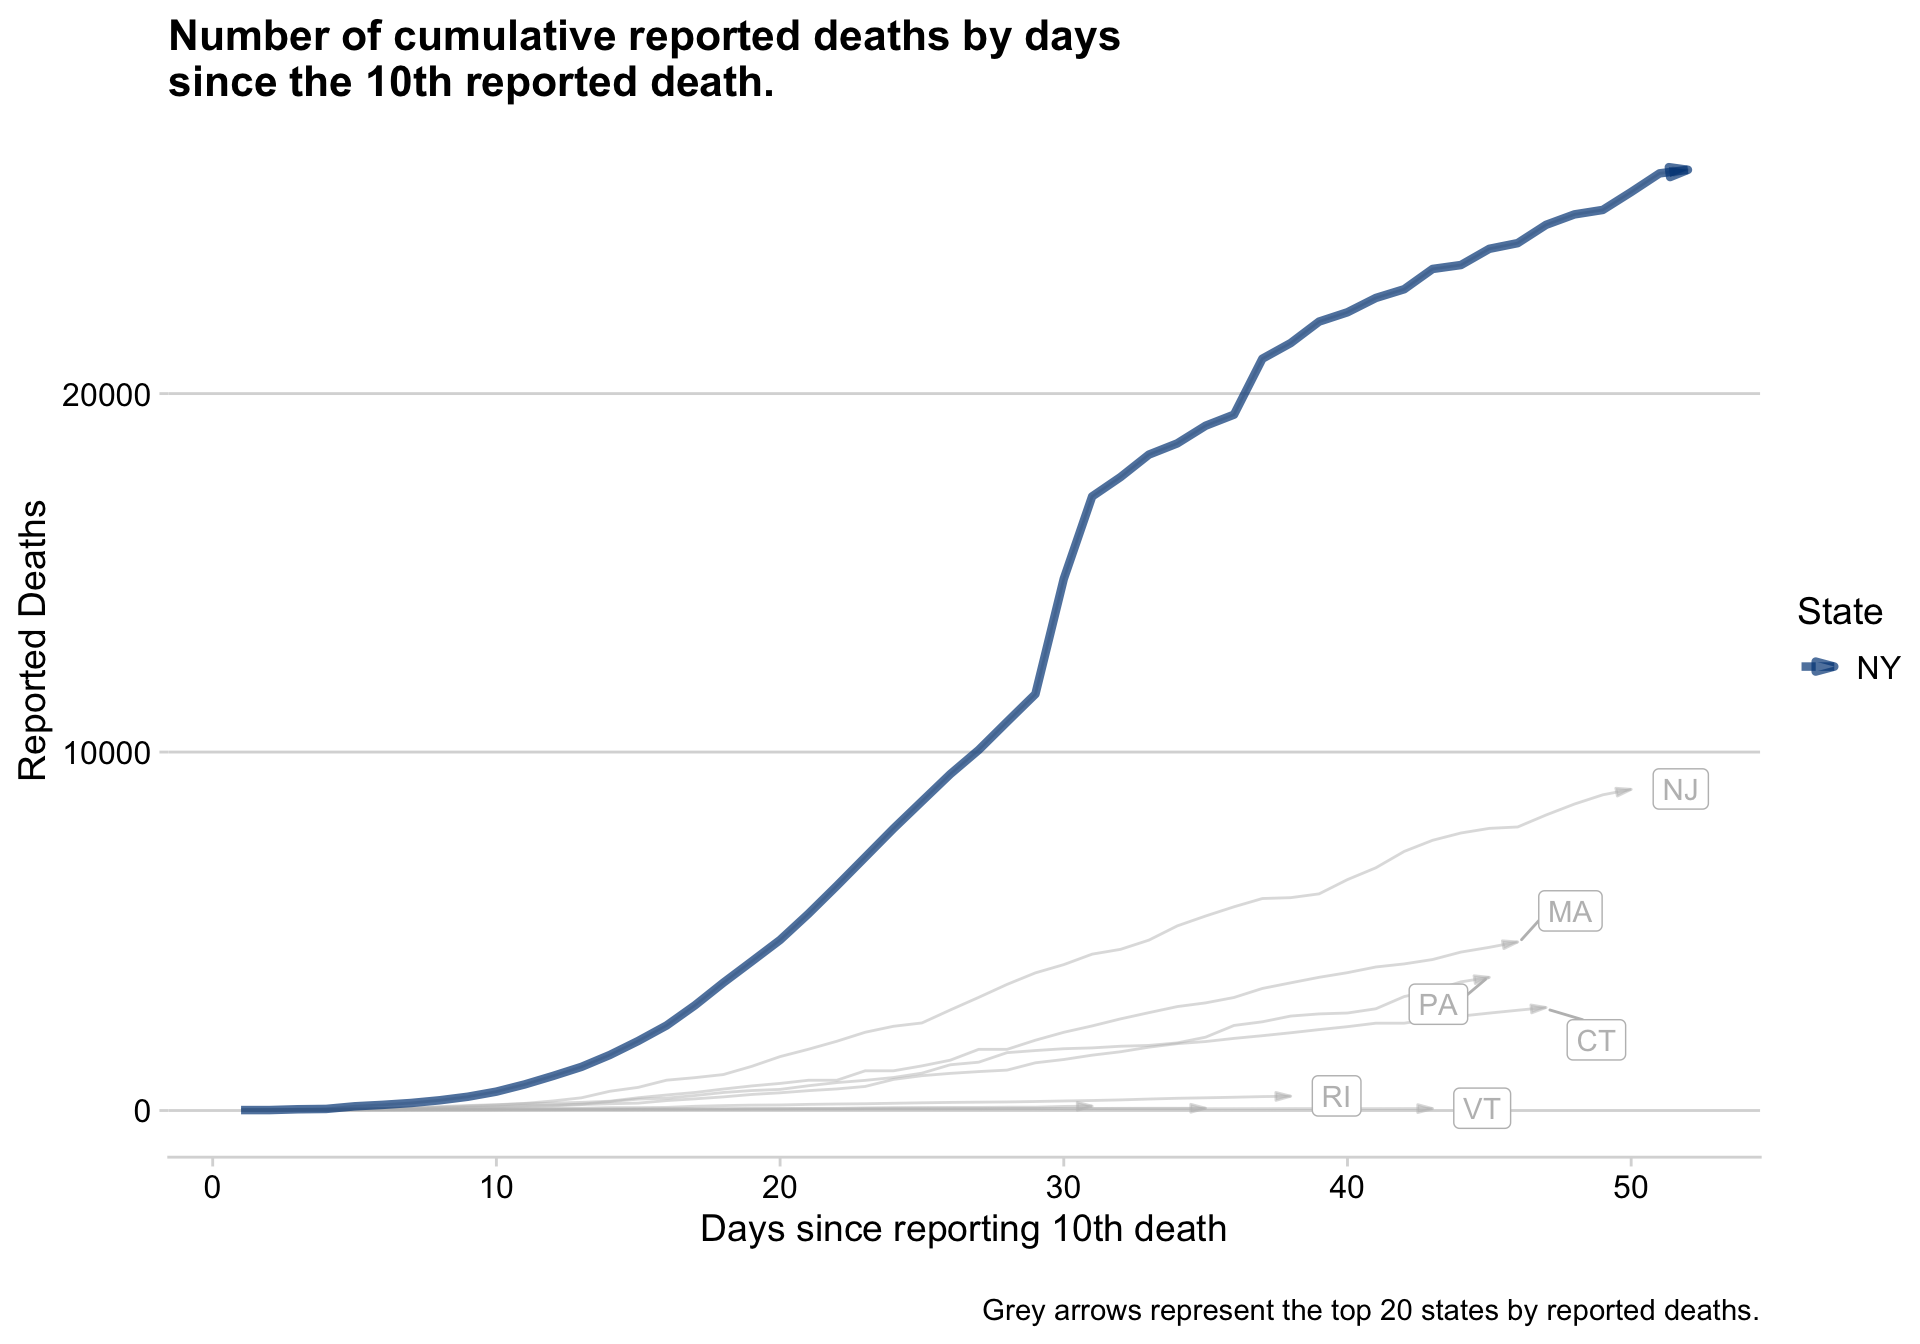 Number of cumulative reported deaths by days
since the 10th reported death.
Reported Deaths
20000
10000
0
NJ
MA
PA
CT
RI
VT
State
NY
0 10 20 30 40 50
Days since reporting 10th death
Grey arrows represent the top 20 states by reported deaths.